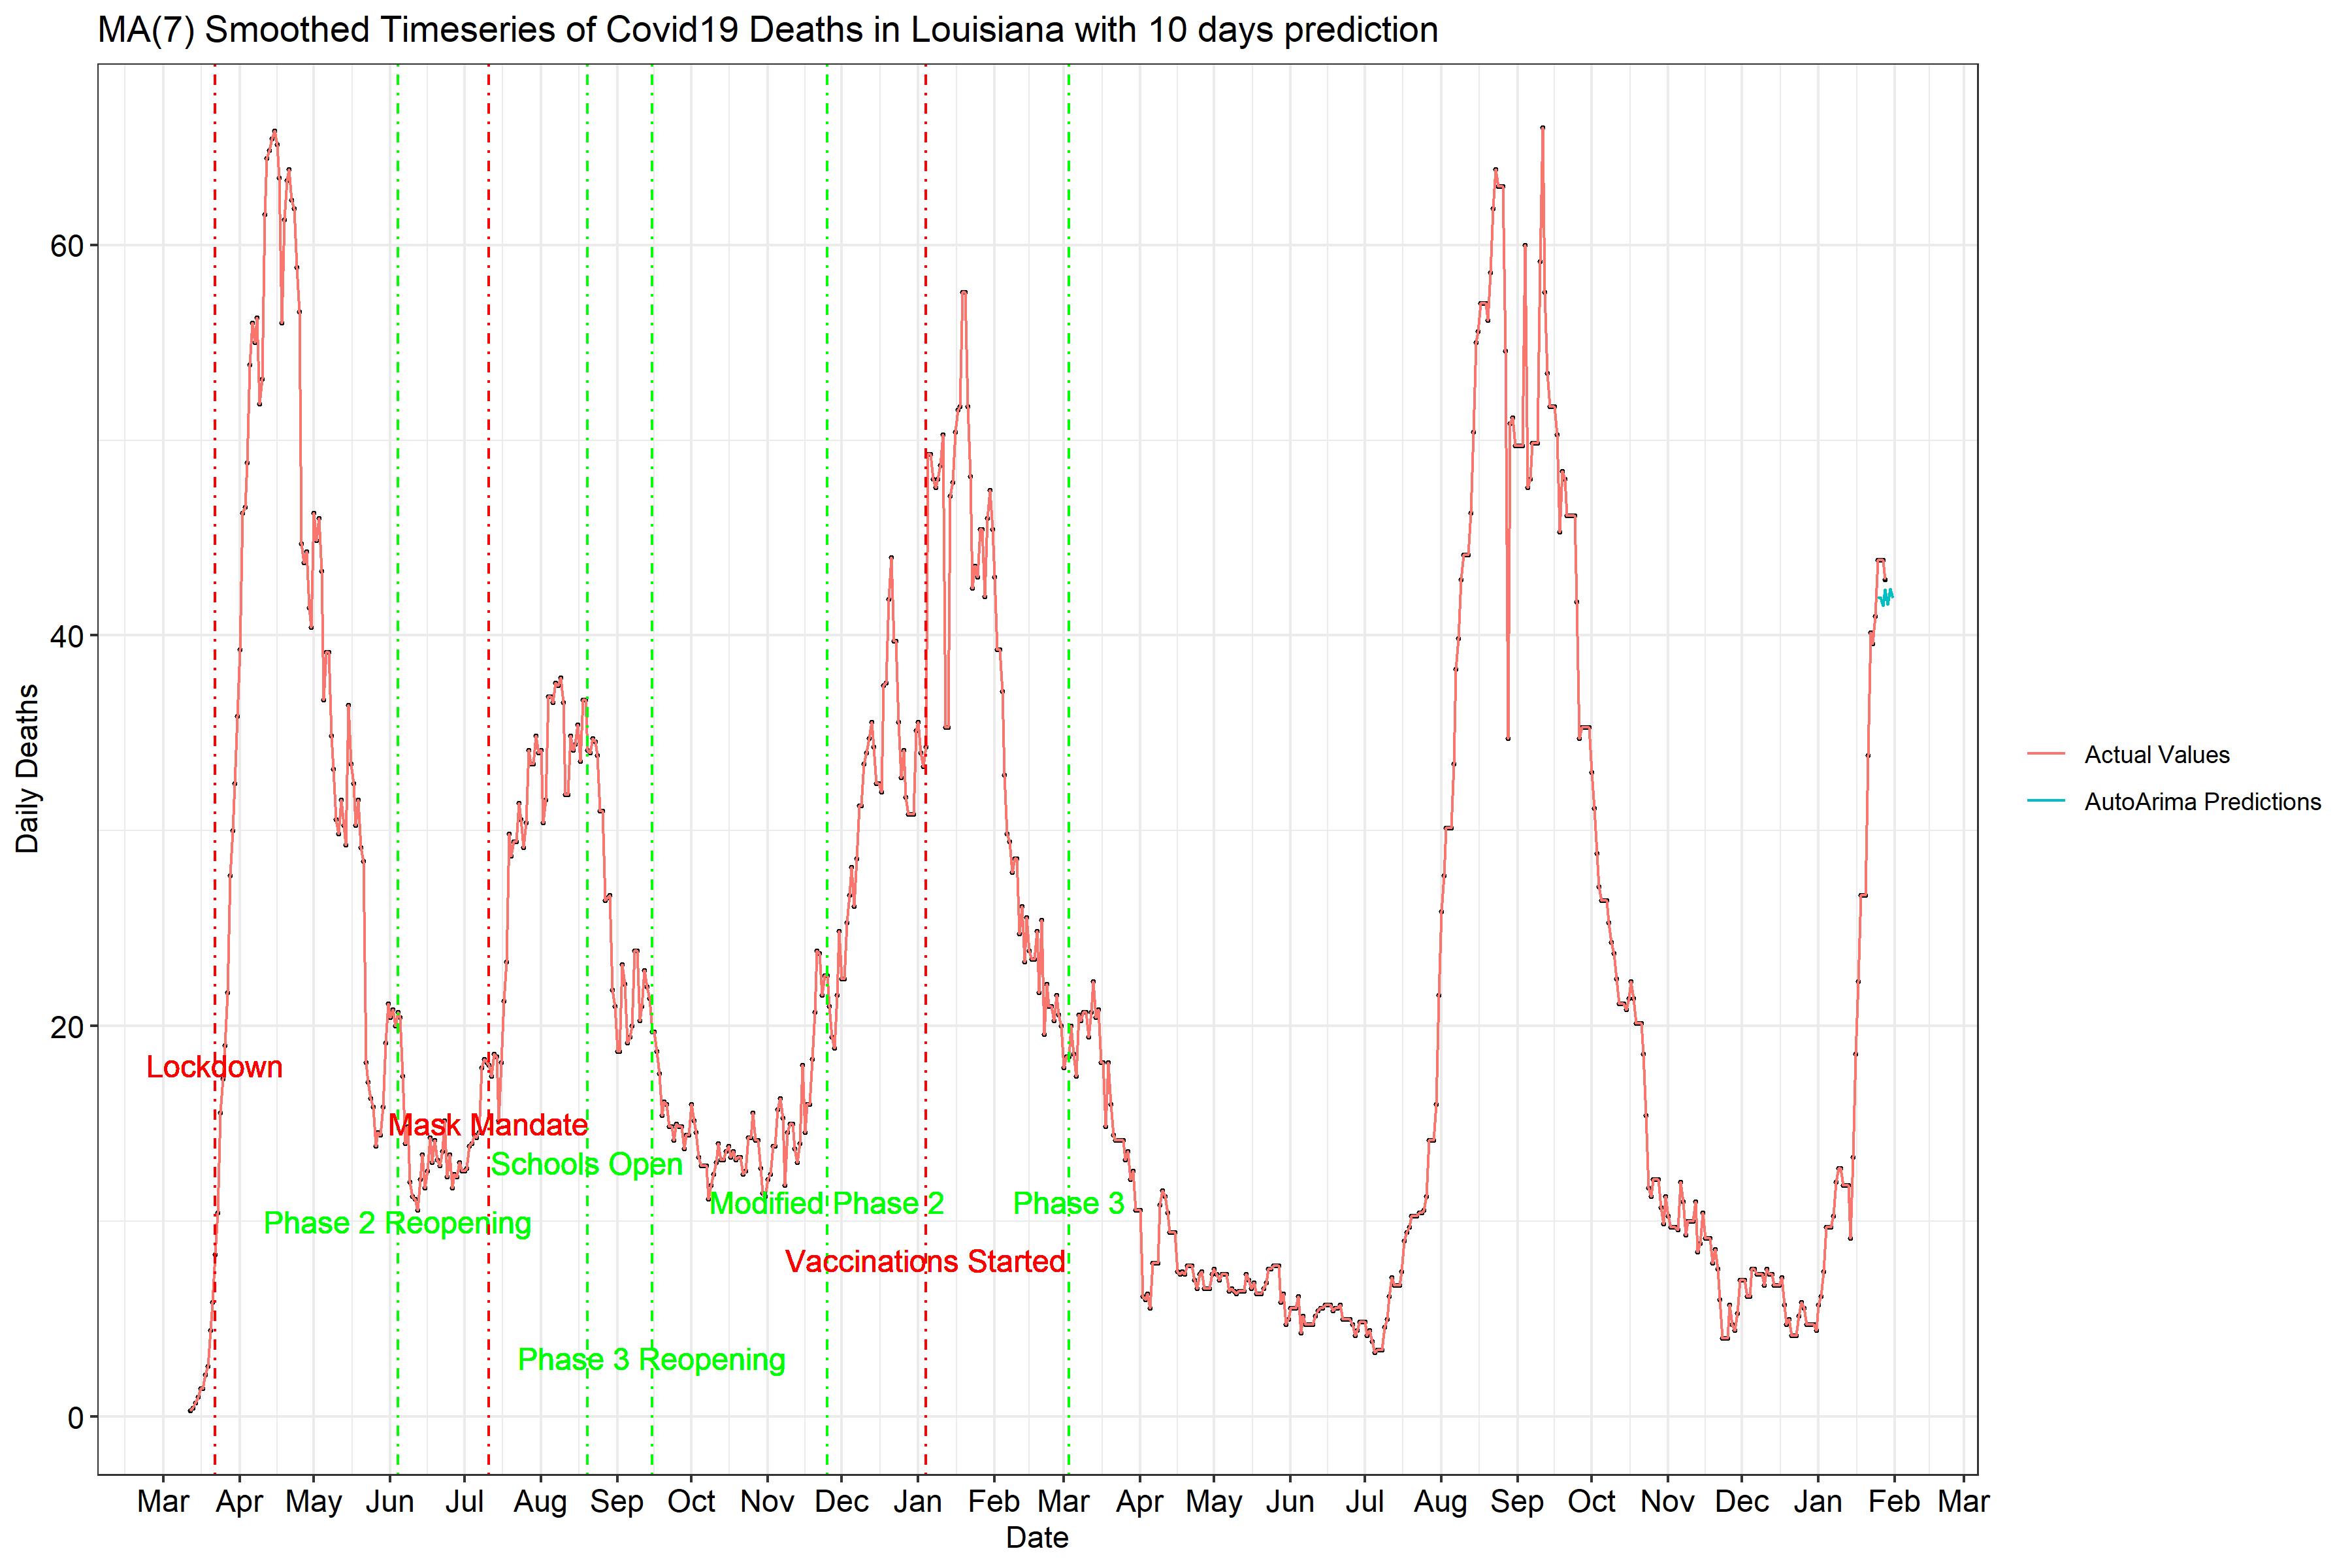 MA(7) Smoothed Timeseries of Covid19 Deaths in Louisiana with 10 days prediction
60
40
20
0
Daily Deaths
Lockdown
Mask Mandate
Schools Open
Modified Phase 2
Phase 3
Phase 2 Reopening
Vaccinations Started
Phase 3 Reopening
Actual Values
AutoArima Predictions
Mar Apr May Jun Jul Aug Sep Oct Nov Dec Jan Feb Mar Apr May Jun Jul Aug Sep Oct Nov Dec Jan Feb Mar
Date